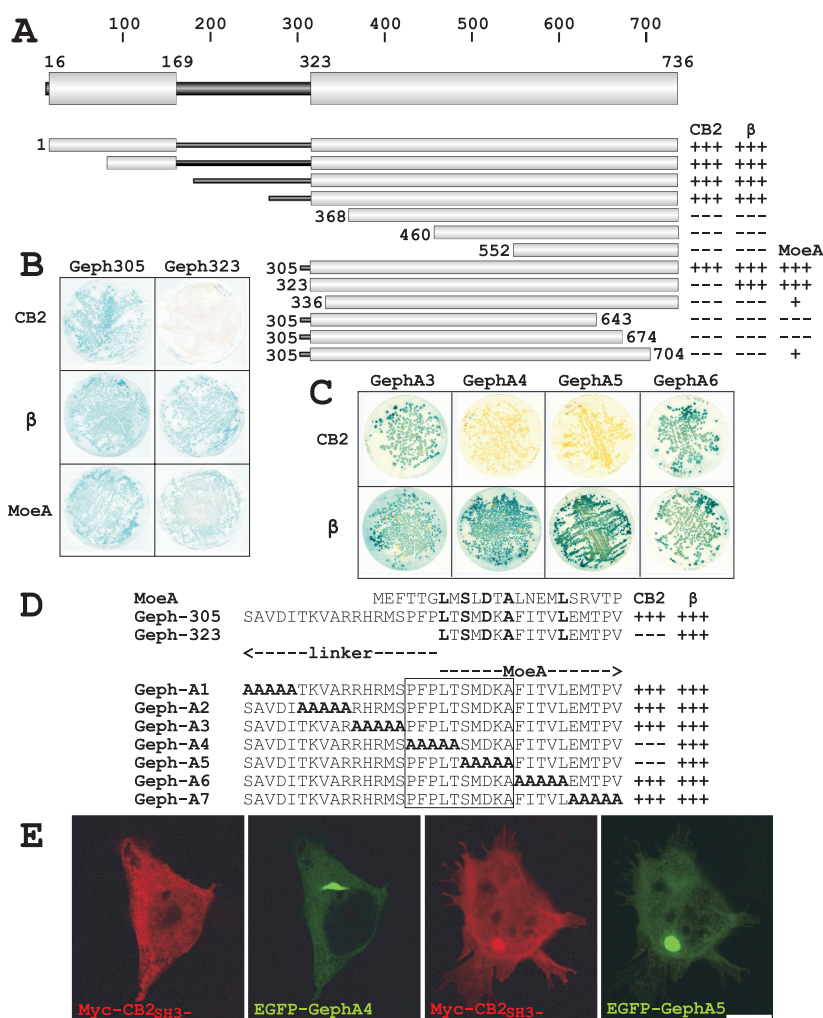 A
100 200 300 400 500 600 700
16 169 323 736
CB2 β
1 +++ +++
+++ +++
+++ +++
+++ +++
368 --- ---
460 --- ---
552 --- --- MoeA
305 +++ +++ +++
323 --- +++ +++
336 --- --- +
305 643 --- --- ---
305 674 --- --- ---
305 704 --- --- +
B
Geph305 Geph323
CB2
β
MoeA
C
GephA3 GephA4 GephA5 GephA6
CB2
β
D
MoeA MEFTTGLMSLDTALNEMLSRVTP CB2 β
Geph-305 SAVDITKVARRHRMSPFPLTSMDKAFITVLEMTPV +++ +++
Geph-323 LTSMDKAFITVLEMTPV --- +++
<-----linker------
------MoeA------>
Geph-A1 AAAAATKVARRHRMSPFPLTSMDKAFITVLEMTPV +++ +++
Geph-A2 SAVDIAAAAARRHRMSPFPLTSMDKAFITVLEMTPV +++ +++
Geph-A3 SAVDITKVARAAAAAPFPLTSMDKAFITVLEMTPV +++ +++
Geph-A4 SAVDITKVARRHRMSAAAAASMDKAFITVLEMTPV --- +++
Geph-A5 SAVDITKVARRHRMSPFPLTAAAAAFITVLEMTPV --- +++
Geph-A6 SAVDITKVARRHRMSPFPLTSMDKAAAAAAEMTPV +++ +++
Geph-A7 SAVDITKVARRHRMSPFPLTSMDKAFITVLAAAAA +++ +++
E
Myc-CB2SH3- EGFP-GephA4 Myc-CB2SH3- EGFP-GephA5